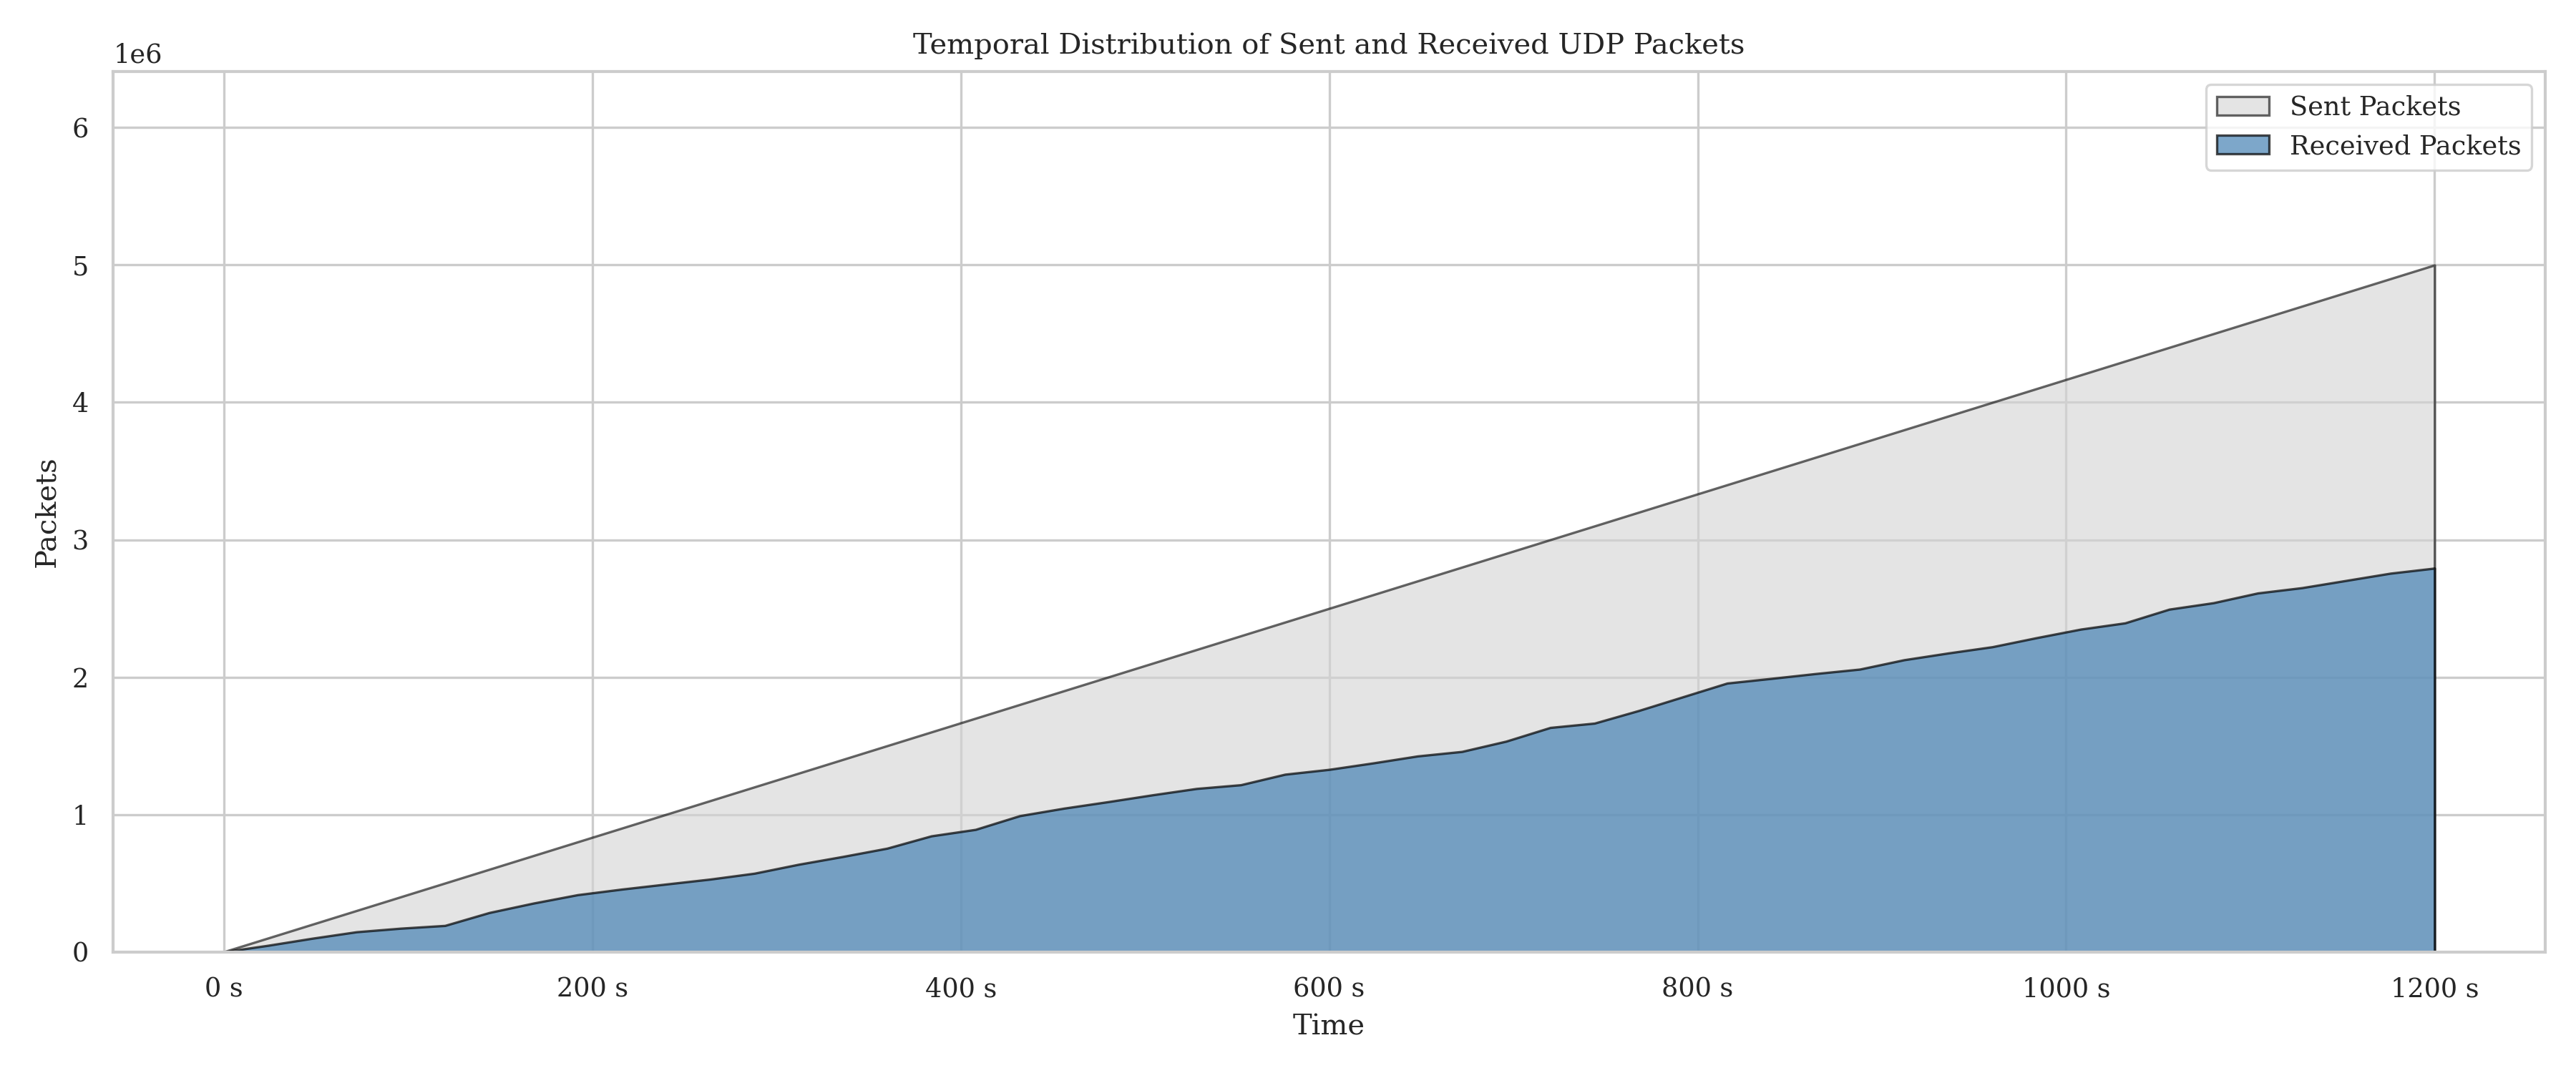 Temporal Distribution of Sent and Received UDP Packets
1e6
Sent Packets
Received Packets
6
5
4
3
2
1
0
Packets
0 s
200 s
400 s
600 s
800 s
1000 s
1200 s
Time